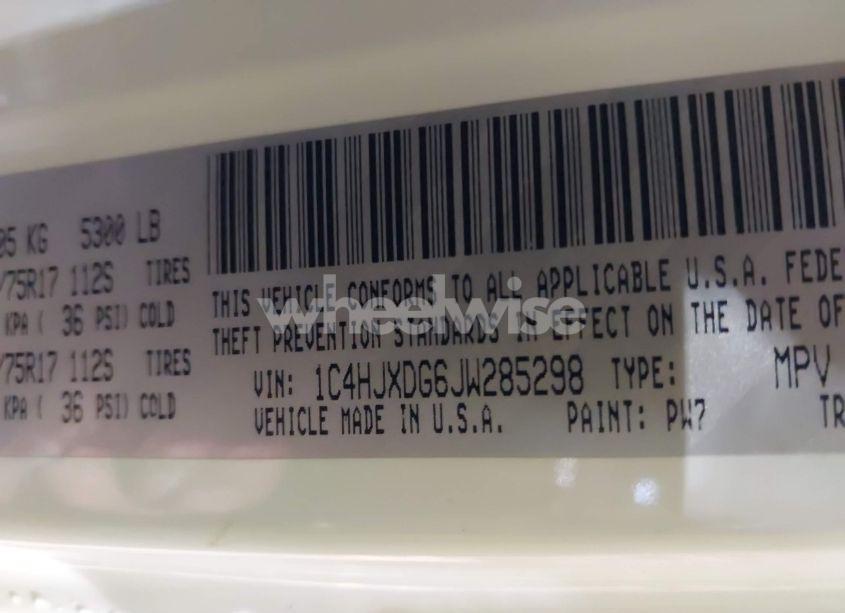 05 KG 5300 LB
/75R17 112S TIRES
KPA ( 36 PSI) COLD
/75R17 112S TIRES
KPA ( 36 PSI) COLD
THIS VEHICLE CONFORMS TO ALL APPLICABLE U.S.A. FEDE
THEFT PREVENTION STANDARDS IN EFFECT ON THE DATE OF
VIN: 1C4HJXDG6JW285298 TYPE: MPV
VEHICLE MADE IN U.S.A. PAINT: PW7 TR
wheelwise